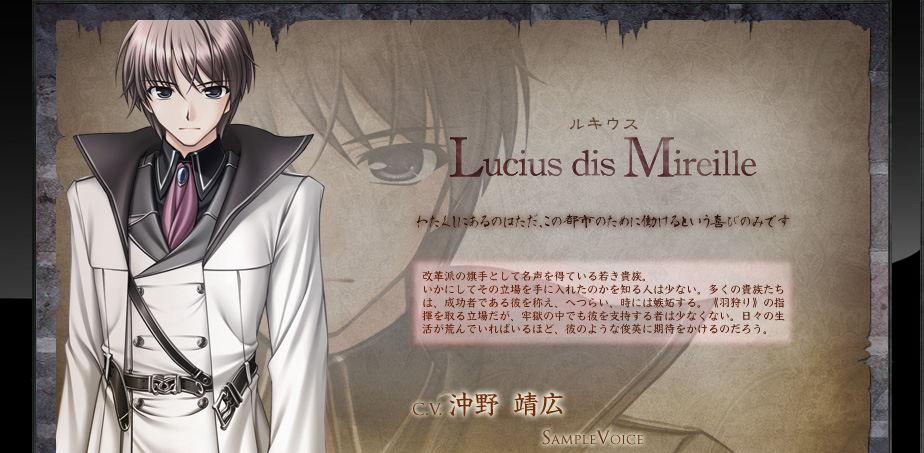 ルキウス
Lucius dis Mireille
わたしにあるのはただ、この都市のために働けるという喜びのみです
改革派の旗手として名声を得ている若き貴族。
いかにしてその立場を手に入れたのかを知る人は少ない。多くの貴族たち
は、成功者である彼を称え、へつらい、時には嫉妬する。《羽狩り》の指
揮を取る立場だが、牢獄の中でも彼を支持する者は少なくない。日々の生
活が荒んでいればいるほど、彼のような俊英に期待をかけるのだろう。
C.V. 沖野 靖広
SAMPLEVOICE